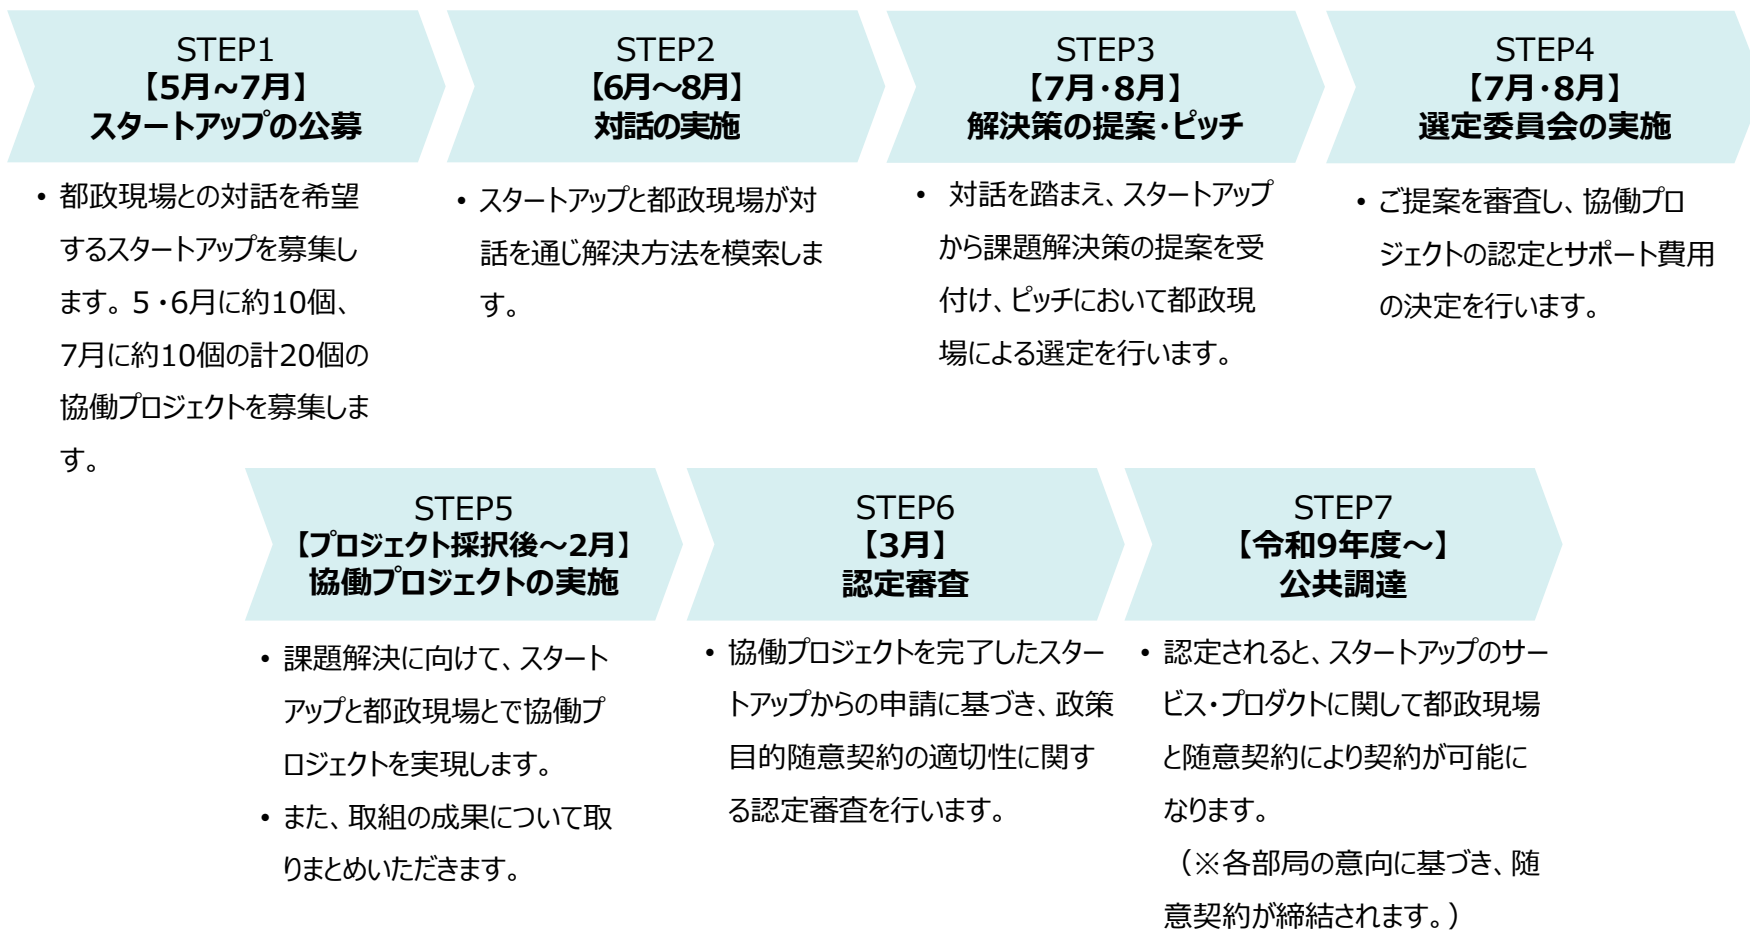 STEP1
【5月~7月】
スタートアップの公募
・都政現場との対話を希望
するスタートアップを募集し
ます。5・6月に約10個、
7月に約10個の計20個の
協働プロジェクトを募集しま
す。
STEP2
【6月～8月】
対話の実施
・スタートアップと都政現場が対
話を通じ解決方法を模索しま
す。
STEP3
【7月・8月】
解決策の提案・ピッチ
・ 対話を踏まえ、スタートアップ
から課題解決策の提案を受
付け、ピッチにおいて都政現
場による選定を行います。
STEP4
【7月・8月】
選定委員会の実施
・ご提案を審査し、協働プロ
ジェクトの認定とサポート費用
の決定を行います。
STEP5
【プロジェクト採択後～2月】
協働プロジェクトの実施
・課題解決に向けて、スタート
アップと都政現場とで協働プ
ロジェクトを実現します。
・また、取組の成果について取
りまとめいただきます。
STEP6
【3月】
認定審査
・協働プロジェクトを完了したスター
トアップからの申請に基づき、政策
目的随意契約の適切性に関す
る認定審査を行います。
STEP7
【令和9年度～】
公共調達
・認定されると、スタートアップのサー
ビス・プロダクトに関して都政現場
と随意契約により契約が可能に
なります。
（※各部局の意向に基づき、随
意契約が締結されます。）